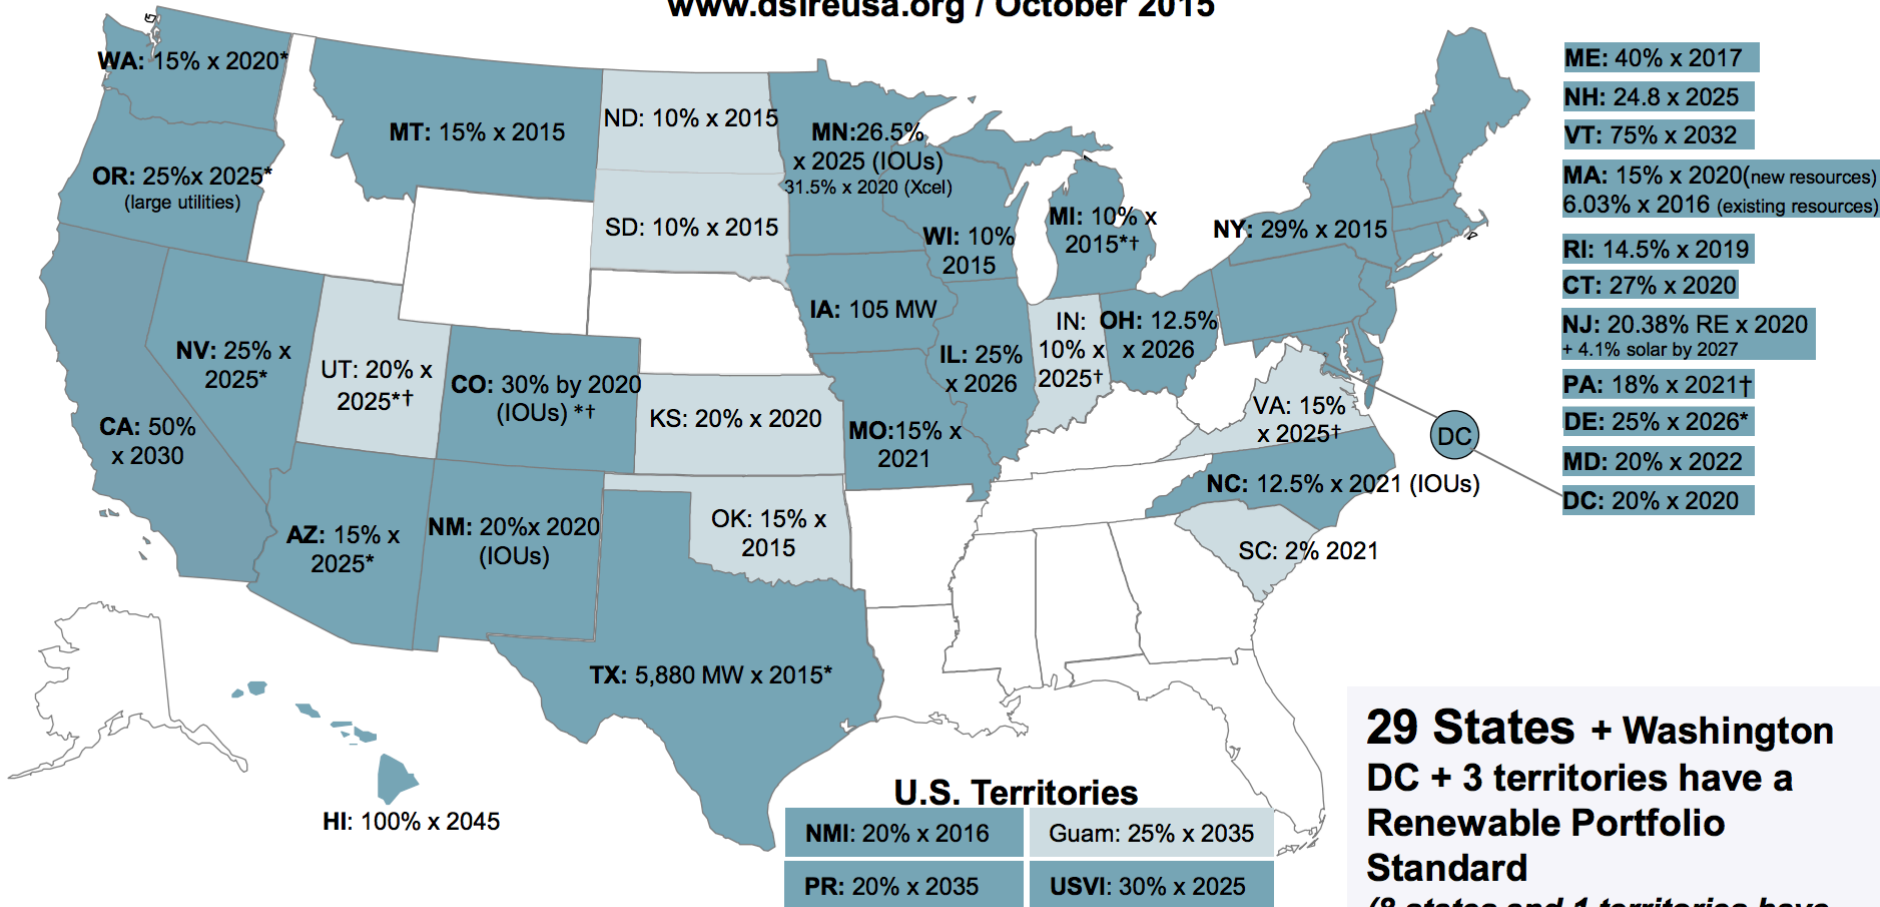 www.dsireusa.org / October 2015
WA: 15% x 2020*
MT: 15% x 2015
ND: 10% x 2015
MN:26.5%
x 2025 (IOUs)
31.5% x 2020 (Xcel)
OR: 25%x 2025*
(large utilities)
SD: 10% x 2015
WI: 10%
2015
MI: 10% x
2015*†
NY: 29% x 2015
IA: 105 MW
NV: 25% x
2025*
UT: 20% x
2025*†
CO: 30% by 2020
(IOUs) *†
KS: 20% x 2020
MO:15% x
2021
IL: 25%
x 2026
IN:
10% x
2025†
OH: 12.5%
x 2026
VA: 15%
x 2025†
DC
CA: 50%
x 2030
AZ: 15% x
2025*
NM: 20%x 2020
(IOUs)
OK: 15% x
2015
NC: 12.5% x 2021 (IOUs)
SC: 2% 2021
TX: 5,880 MW x 2015*
HI: 100% x 2045
ME: 40% x 2017
NH: 24.8 x 2025
VT: 75% x 2032
MA: 15% x 2020(new resources)
6.03% x 2016 (existing resources)
RI: 14.5% x 2019
CT: 27% x 2020
NJ: 20.38% RE x 2020
+ 4.1% solar by 2027
PA: 18% x 2021†
DE: 25% x 2026*
MD: 20% x 2022
DC: 20% x 2020
U.S. Territories
NMI: 20% x 2016
Guam: 25% x 2035
PR: 20% x 2035
USVI: 30% x 2025
29 States + Washington
DC + 3 territories have a
Renewable Portfolio
Standard
(8 states and 1 territories have